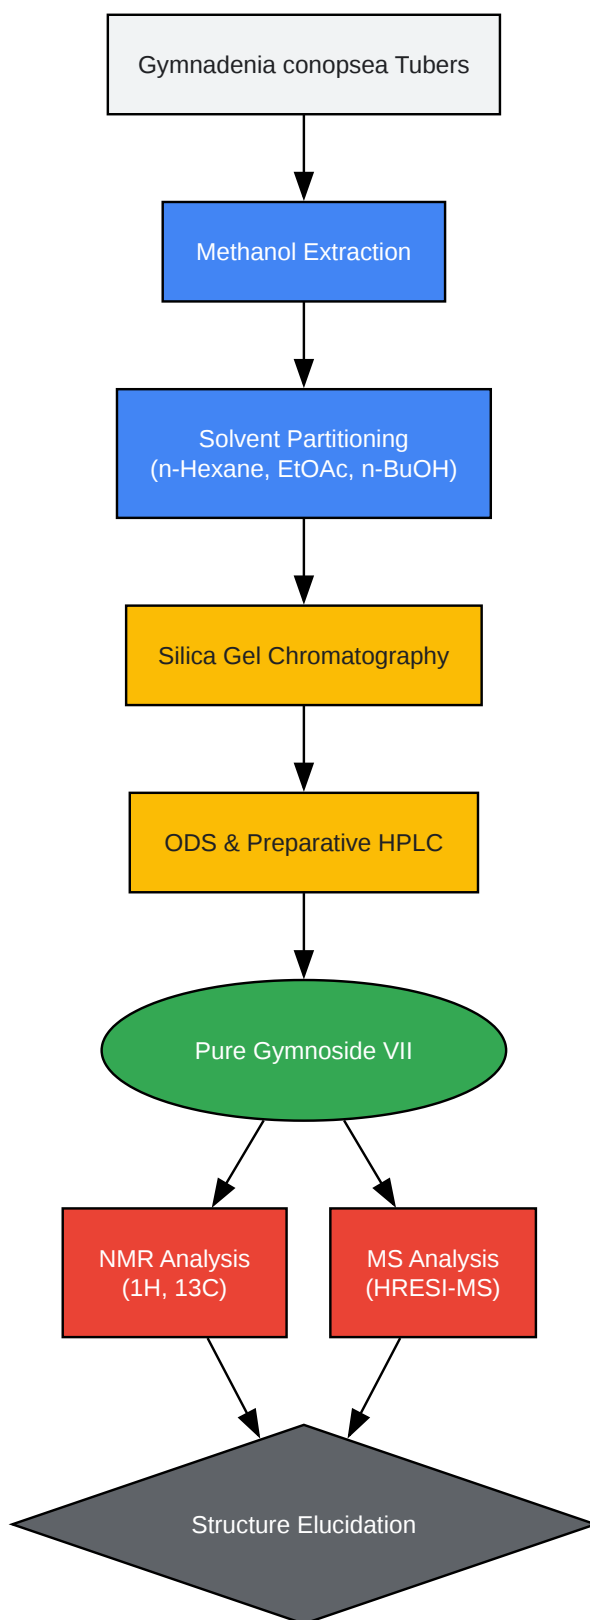 Gymnadenia conopsea Tubers
Methanol Extraction
Solvent Partitioning
(n-Hexane, EtOAc, n-BuOH)
Silica Gel Chromatography
ODS & Preparative HPLC
Pure Gymnoside VII
NMR Analysis
(1H, 13C)
MS Analysis
(HRESI-MS)
Structure Elucidation